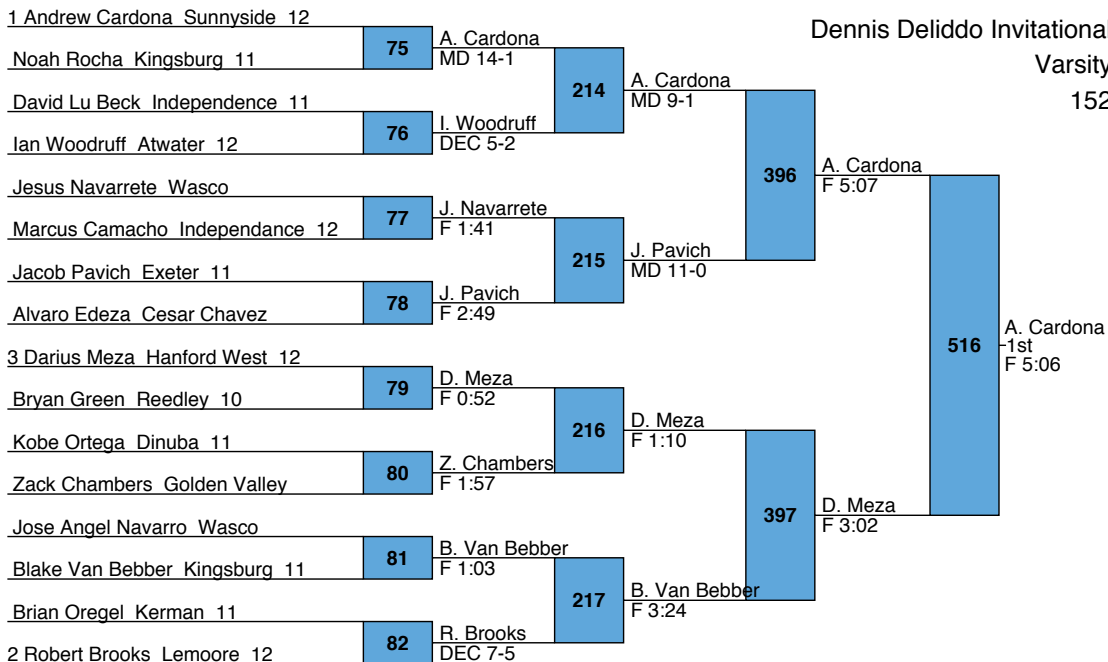 Dennis Deliddo Invitational
Varsity
152
1 Andrew Cardona Sunnyside 12
Noah Rocha Kingsburg 11
David Lu Beck Independence 11
Ian Woodruff Atwater 12
Jesus Navarrete Wasco
Marcus Camacho Independance 12
Jacob Pavich Exeter 11
Alvaro Edeza Cesar Chavez
3 Darius Meza Hanford West 12
Bryan Green Reedley 10
Kobe Ortega Dinuba 11
Zack Chambers Golden Valley
Jose Angel Navarro Wasco
Blake Van Bebber Kingsburg 11
Brian Oregel Kerman 11
2 Robert Brooks Lemoore 12
75
76
77
78
79
80
81
82
A. Cardona
MD 14-1
I. Woodruff
DEC 5-2
J. Navarrete
F 1:41
J. Pavich
F 2:49
D. Meza
F 0:52
Z. Chambers
F 1:57
B. Van Bebber
F 1:03
R. Brooks
DEC 7-5
214
215
216
217
A. Cardona
MD 9-1
J. Pavich
MD 11-0
D. Meza
F 1:10
B. Van Bebber
F 3:24
396
397
A. Cardona
F 5:07
D. Meza
F 3:02
516
A. Cardona
1st
F 5:06